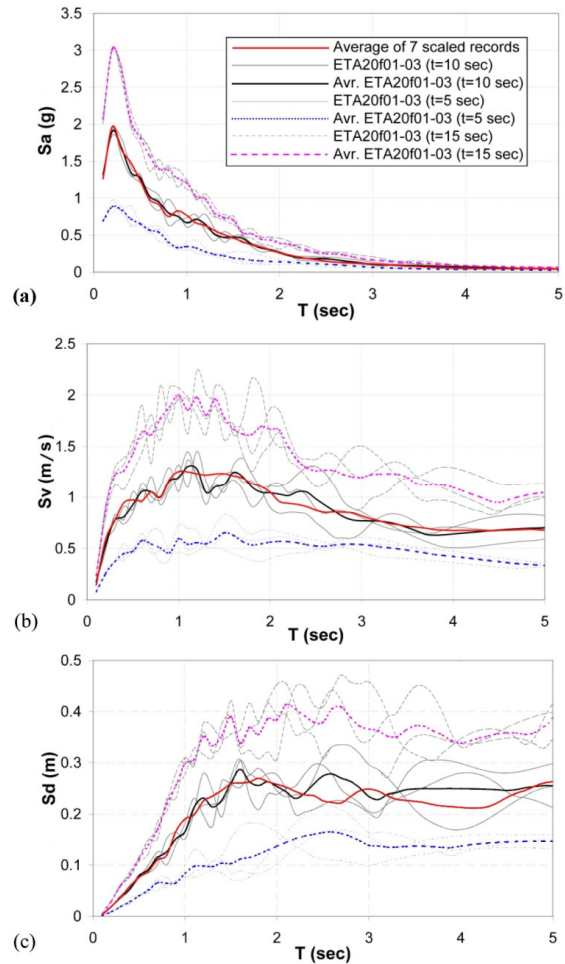 3.5
3
2.5
2
1.5
1
0.5
0
Sa (g)
Average of 7 scaled records
ETA20f01-03 (t=10 sec)
Avr. ETA20f01-03 (t=10 sec)
ETA20f01-03 (t=5 sec)
Avr. ETA20f01-03 (t=5 sec)
ETA20f01-03 (t=15 sec)
Avr. ETA20f01-03 (t=15 sec)
0 1 2 3 4 5
(a)
T (sec)
2.5
2
1.5
1
0.5
0
Sv (m/s)
0 1 2 3 4 5
(b)
T (sec)
0.5
0.4
0.3
0.2
0.1
0
Sd (m)
0 1 2 3 4 5
(c)
T (sec)